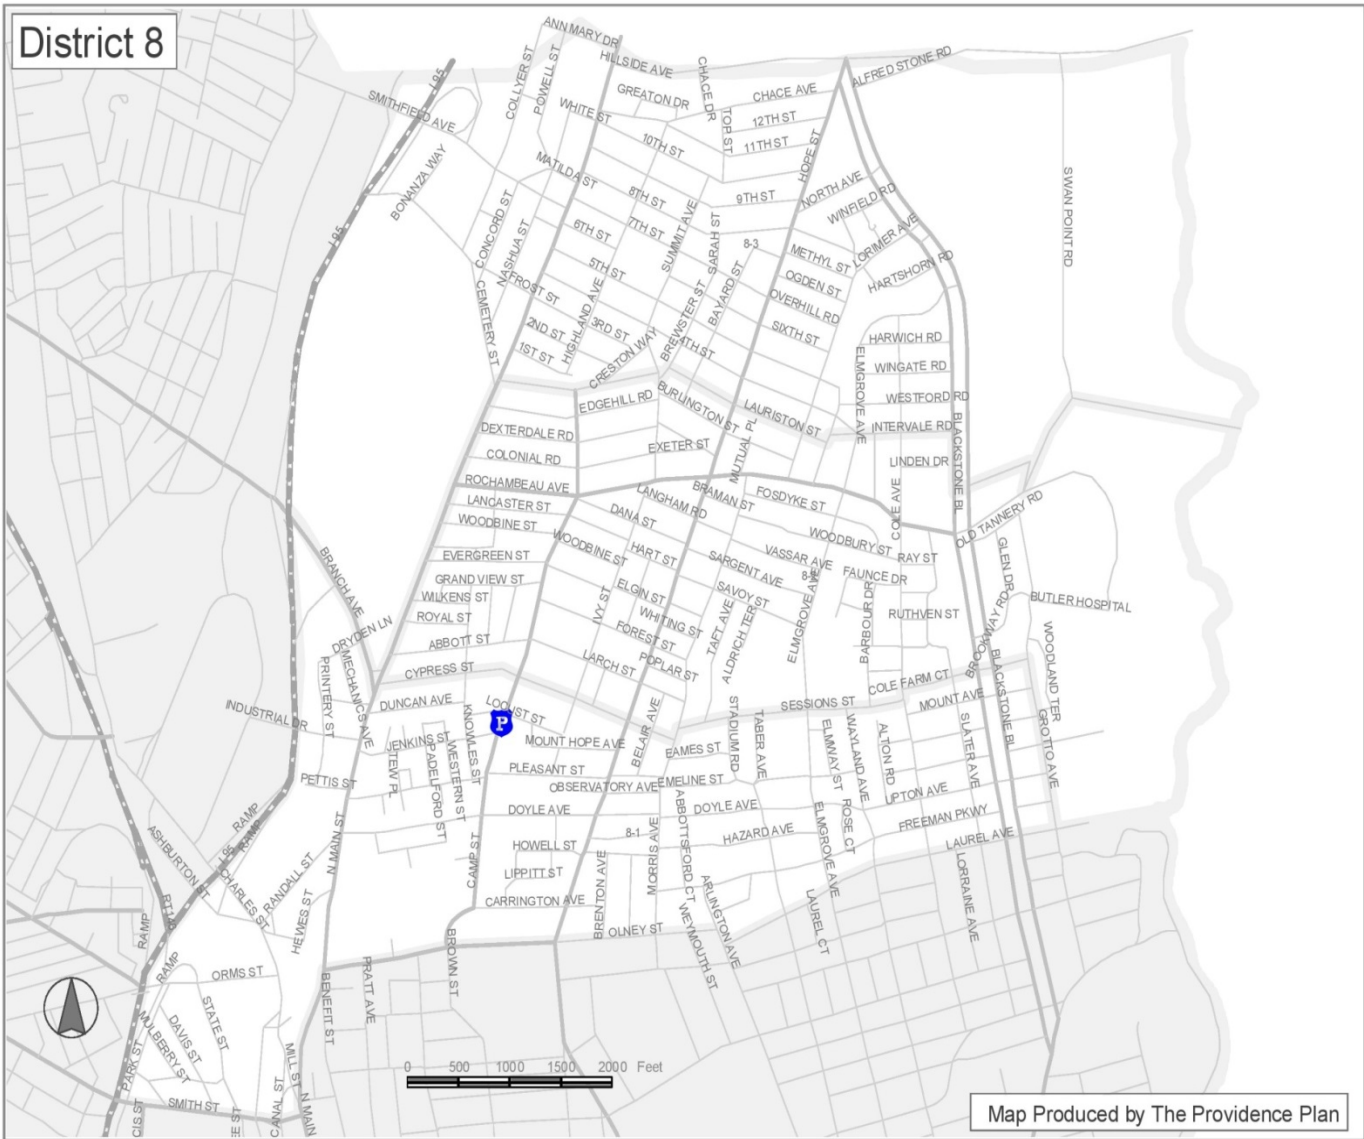 District 8
ANN MARY DR
HILLSIDE AVE
COLLYER ST
POWELL ST
I-95
SMITHFIELD AVE
WHITE ST
GREATON DR
CHACE DR
CHACE AVE
ALFRED STONE RD
TOP ST
12TH ST
11TH ST
10TH ST
HOPE ST
MATILDA ST
BONANZA WAY
8TH ST
9TH ST
NORTH AVE
WINFIELD RD
SWAN POINT RD
CONCORD ST
NASHUA ST
6TH ST
7TH ST
SUMMIT AVE
SARAH ST
8-3
LORIMER AVE
METHYL ST
I-95
5TH ST
HARTSHORN RD
OGDEN ST
CEMETERY ST
FROST ST
HIGHLAND AVE
BREWSTER ST
BAYARD ST
OVERHILL RD
2ND ST
3RD ST
SIXTH ST
HARWICH RD
1ST ST
CRESTON WAY
4TH ST
ELMGROVE AVE
WINGATE RD
EDGEHILL RD
BURLINGTON ST
LAURISTON ST
WESTFORD RD
DEXTERDALE RD
MUTUAL PL
INTERVALE RD
BLACKSTONE BL
EXETER ST
COLONIAL RD
LINDEN DR
ROCHAMBEAU AVE
LANCASTER ST
LANGHAM RD
BRAMAN ST
FOSDYKE ST
COLE AVE
OLD TANNERY RD
WOODBINE ST
DANA ST
WOODBURY ST
BRANCH AVE
EVERGREEN ST
WOODBINE ST
HART ST
SARGENT AVE
VASSAR AVE
RAY ST
GLEN DR
GRAND VIEW ST
WILKENS ST
IVY ST
ELGIN ST
SAVOY ST
FAUNCE DR
BUTLER HOSPITAL
ROYAL ST
WHITING ST
TAFT AVE
ALDRICH TER
ELMGROVE AVE
BARBOUR DR
RUTHVEN ST
BROOKWAY RD
DRYDEN LN
ABBOTT ST
FOREST ST
WOODLAND TER
CYPRESS ST
LARCH ST
POPLAR ST
BLACKSTONE BL
PRINTERY ST
MECHANICS AVE
DUNCAN AVE
LOCUST ST
P
COLE FARM CT
SESSIONS ST
MOUNT AVE
INDUSTRIAL DR
KNOWLES ST
BELAIR AVE
STADIUM RD
TABER AVE
ELMWAY ST
WAYLAND AVE
ALTON RD
SLATER AVE
GROTTO AVE
JENKINS ST
MOUNT HOPE AVE
EAMES ST
PETTIS ST
STEW PL
PADELFORD ST
WESTERN ST
PLEASANT ST
OBSERVATORY AVE
EMELINE ST
UPTON AVE
DOYLE AVE
DOYLE AVE
ROSE CT
FREEMAN PKWY
RAMP
RAMP
ASHBURTON ST
I-95
N MAIN ST
CAMP ST
HOWELL ST
8-1
MORRIS AVE
ABBOTTSFORD CT
HAZARD AVE
ELMGROVE AVE
LAUREL AVE
RANDALL ST
CHARLES ST
LIPPITT ST
CARRINGTON AVE
BRENTON AVE
ARLINGTON AVE
LAUREL CT
LORRAINE AVE
HEWES ST
RAMP
BROWN ST
OLNEY ST
WEYMOUTH ST
RAMP
ORMS ST
BENEFIT ST
PRATT AVE
STATE ST
DAVIS ST
MULBERRY ST
PARK ST
MILL ST
0 500 1000 1500 2000 Feet
SMITH ST
CANAL ST
N MAIN
Map Produced by The Providence Plan